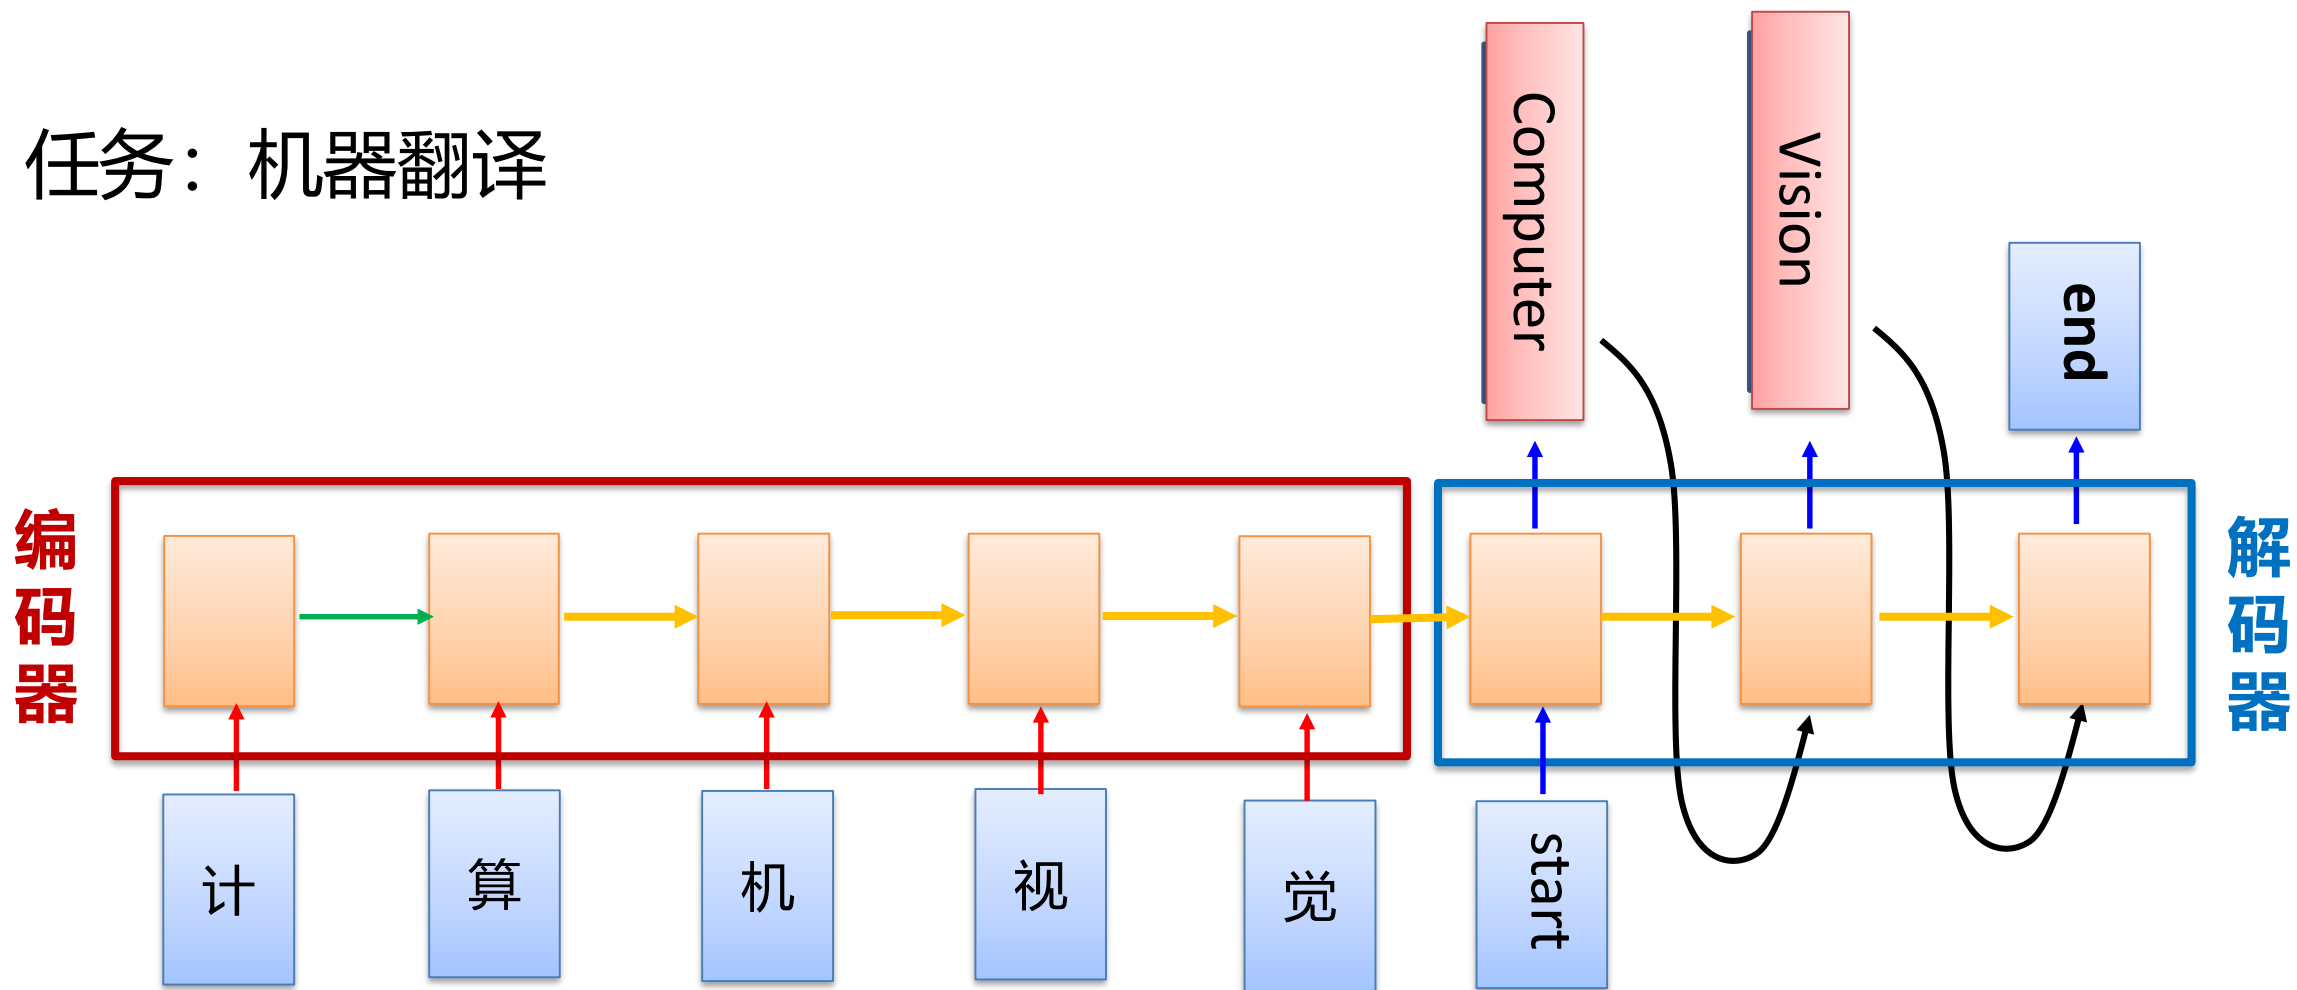 任务：机器翻译
Computer
Vision
end
编码器
解码器
计
算
机
视
觉
start